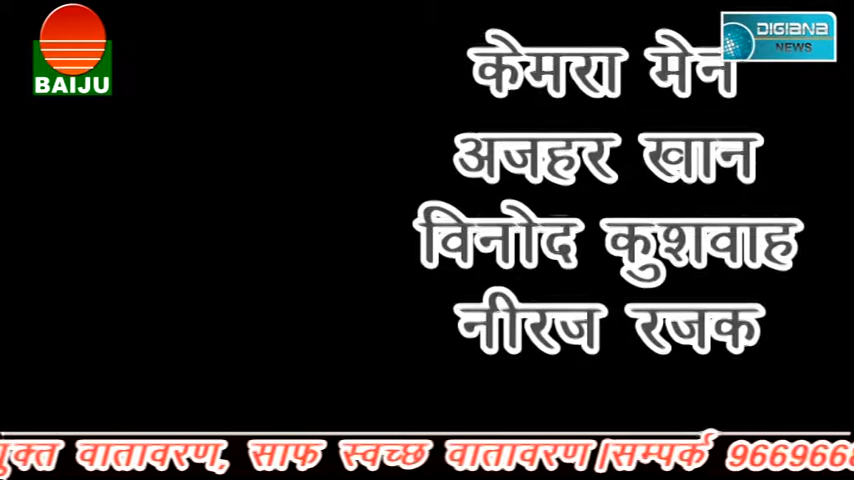 BAIJU
DIGIANA
NEWS
केमरा मेन
अजहर खान
विनोद कुशवाह
नीरज रजक
वातावरण, साफ स्वच्छ वातावरण |सम्पर्क